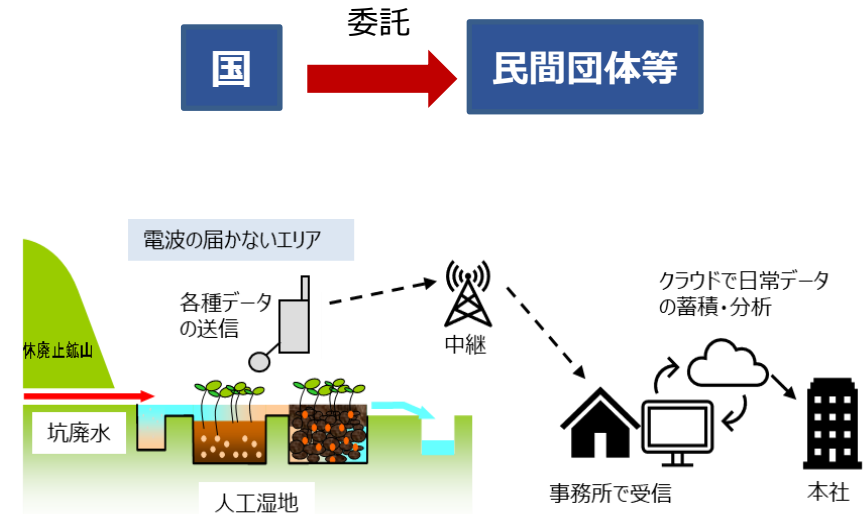 委託
国
民間団体等
電波の届かないエリア
各種データ
の送信
クラウドで日常データ
の蓄積・分析
中継
休廃止鉱山
坑廃水
人工湿地
事務所で受信
本社